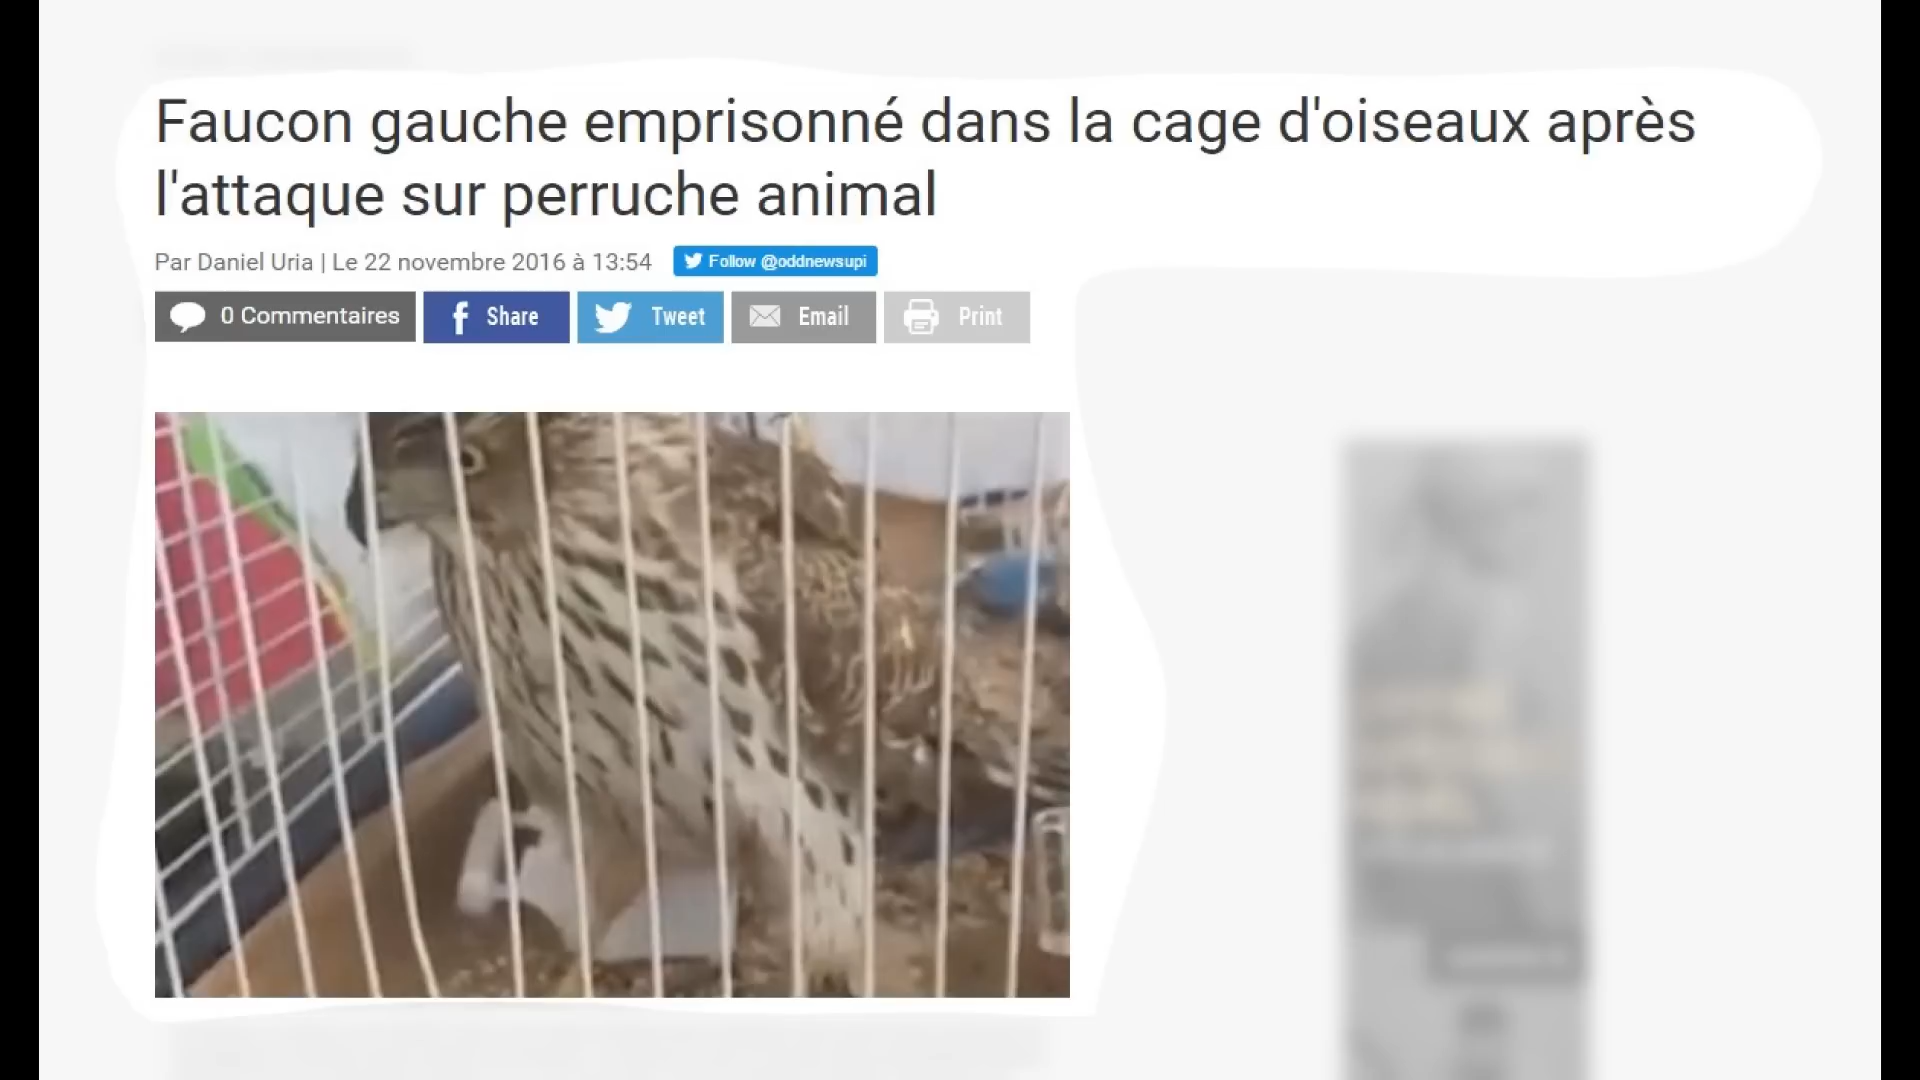 Faucon gauche emprisonné dans la cage d'oiseaux après
l'attaque sur perruche animal
Par Daniel Uria | Le 22 novembre 2016 à 13:54 Follow @oddnewsupi
0 Commentaires Share Tweet Email Print